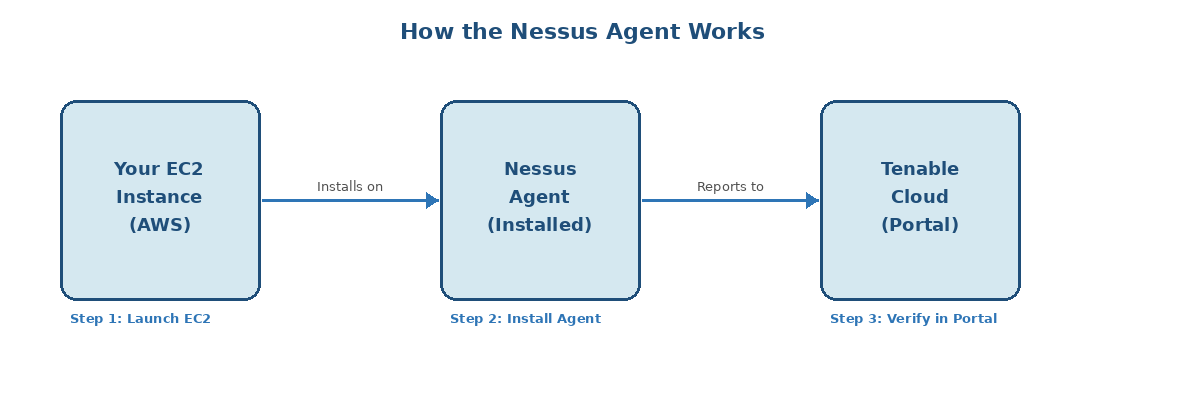 How the Nessus Agent Works
Your EC2
Instance
(AWS)
Installs on
Nessus
Agent
(Installed)
Reports to
Tenable
Cloud
(Portal)
Step 1: Launch EC2
Step 2: Install Agent
Step 3: Verify in Portal